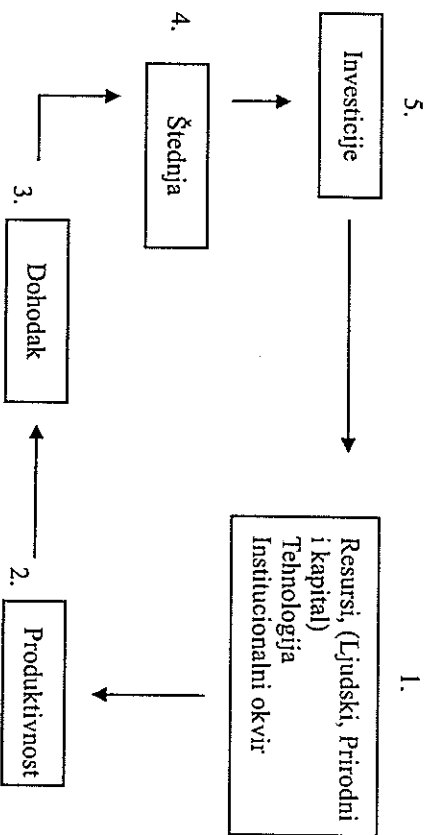 1.
Resursi, (Ljudski, Prirodni
i kapital)
Tehnologija
Institucionalni okvir
2.
Produktivnost
3.
Dohodak
4.
Štednja
5.
Investicije